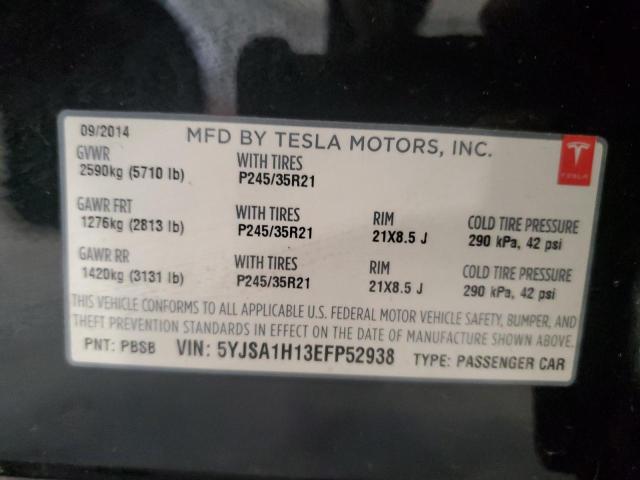 09/2014 MFD BY TESLA MOTORS, INC.
TESLA
GVWR WITH TIRES
2590kg (5710 lb) P245/35R21
GAWR FRT WITH TIRES RIM COLD TIRE PRESSURE
1276kg (2813 lb) P245/35R21 21X8.5 J 290 kPa, 42 psi
GAWR RR WITH TIRES RIM COLD TIRE PRESSURE
1420kg (3131 lb) P245/35R21 21X8.5 J 290 kPa, 42 psi
THIS VEHICLE CONFORMS TO ALL APPLICABLE U.S. FEDERAL MOTOR VEHICLE SAFETY, BUMPER, AND
THEFT PREVENTION STANDARDS IN EFFECT ON THE DATE OF MANUFACTURE SHOWN ABOVE.
PNT: PBSB VIN: 5YJSA1H13EFP52938 TYPE: PASSENGER CAR